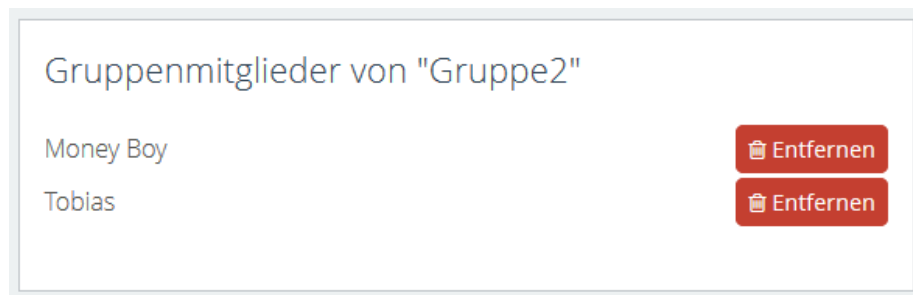 Gruppenmitglieder von "Gruppe2"
Money Boy Entfernen
Tobias Entfernen